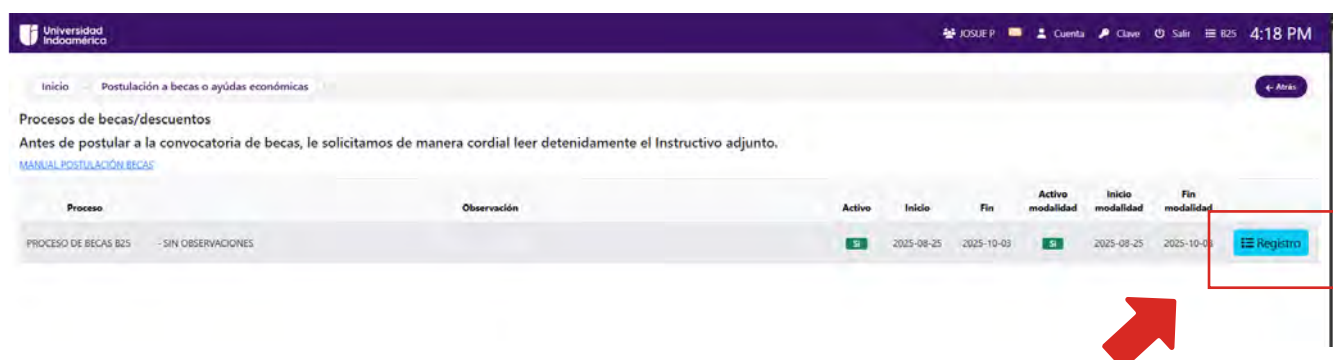 Universidad
Indoamérica
JOSUE P Cuenta Clave Salir B25 4:18 PM
Inicio Postulación a becas o ayúdas económicas
← Atrás
Procesos de becas/descuentos
Antes de postular a la convocatoria de becas, le solicitamos de manera cordial leer detenidamente el Instructivo adjunto.
MANUAL POSTULACIÓN BECAS
Proceso Observación Activo Inicio Fin Activo modalidad Inicio modalidad Fin modalidad
PROCESO DE BECAS B25 - SIN OBSERVACIONES SI 2025-08-25 2025-10-03 SI 2025-08-25 2025-10-03 Registro